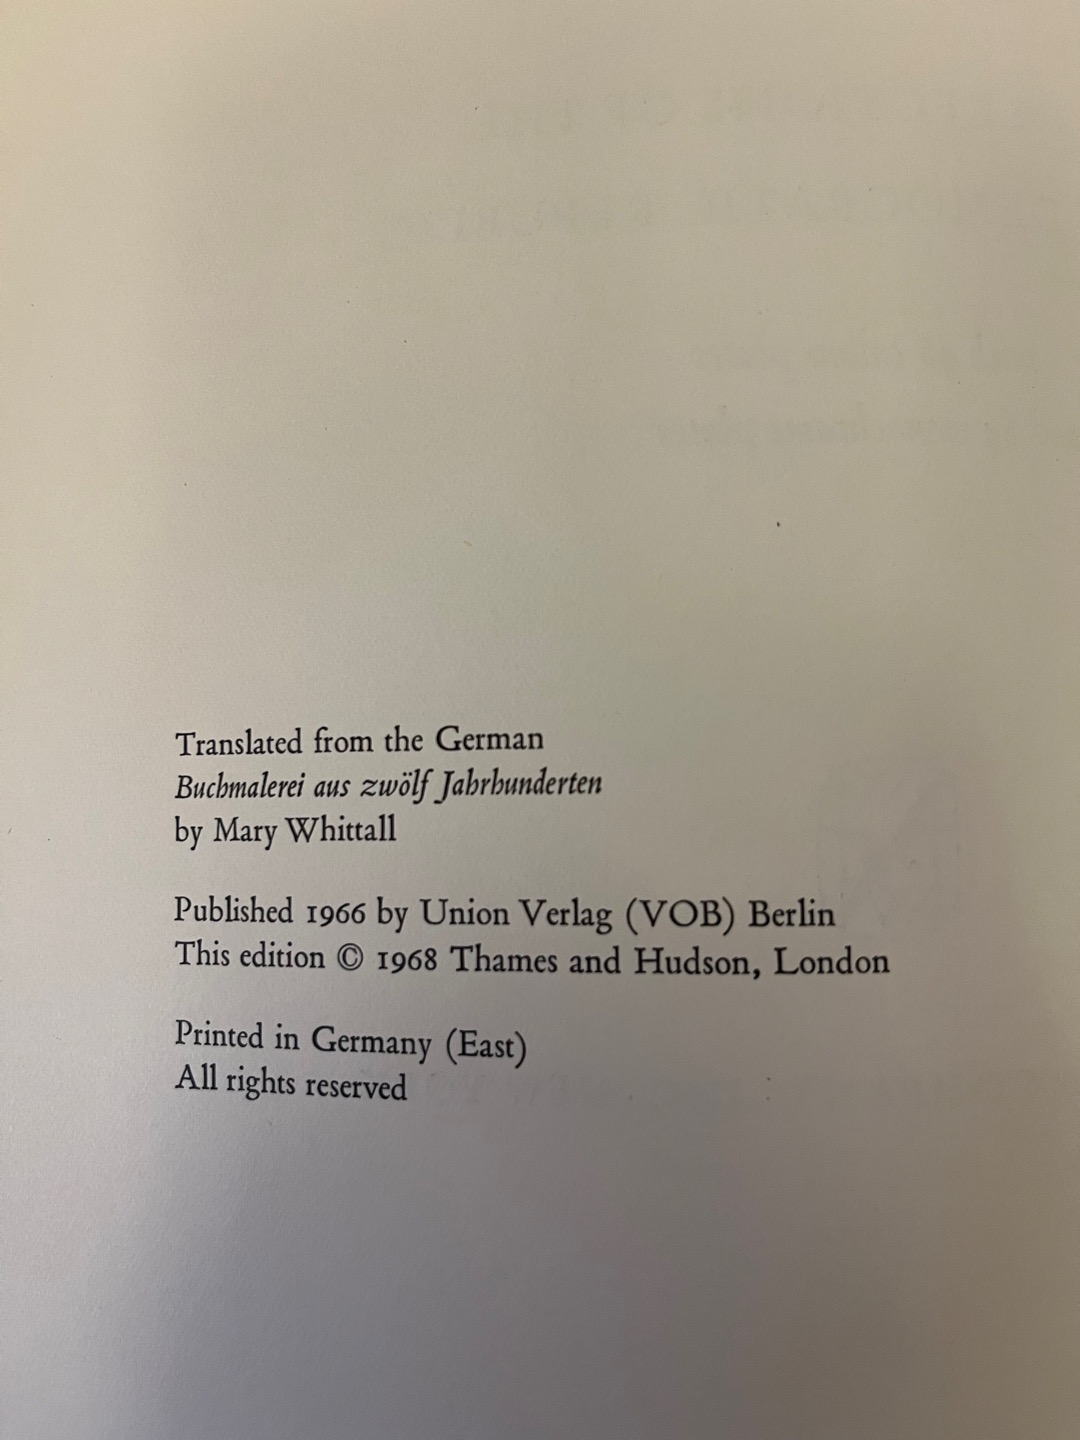 Translated from the German
Buchmalerei aus zwölf Jahrhunderten
by Mary Whittall
Published 1966 by Union Verlag (VOB) Berlin
This edition © 1968 Thames and Hudson, London
Printed in Germany (East)
All rights reserved